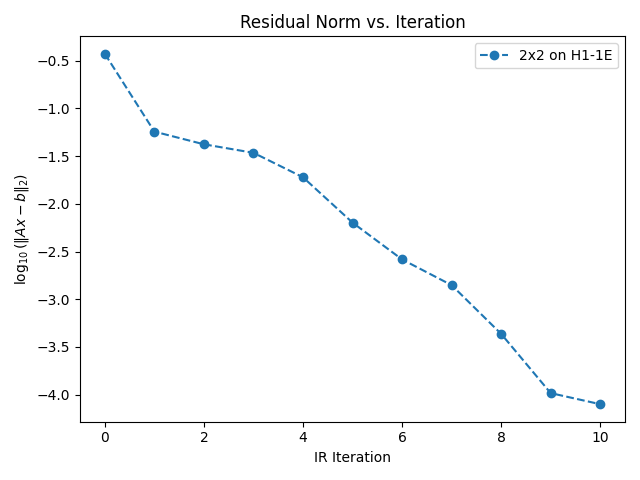 Residual Norm vs. Iteration
2x2 on H1-1E
log₁₀(‖Ax − b‖₂)
−0.5
−1.0
−1.5
−2.0
−2.5
−3.0
−3.5
−4.0
0 2 4 6 8 10
IR Iteration